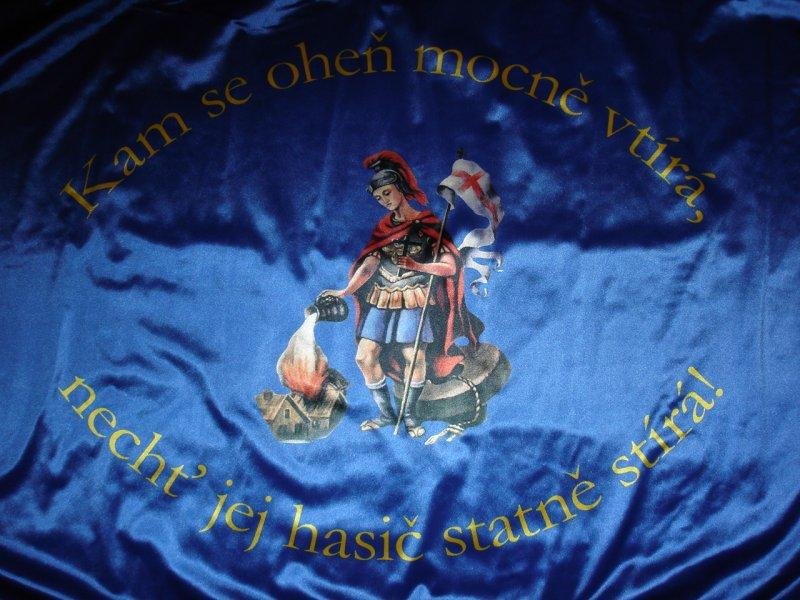 Kam se oheň mocně vtírá,
nechť jej hasič statně stírá!